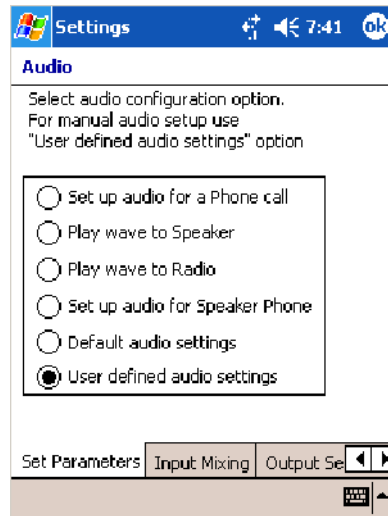 Settings 7:41 ok
Audio
Select audio configuration option.
For manual audio setup use
"User defined audio settings" option
Set up audio for a Phone call
Play wave to Speaker
Play wave to Radio
Set up audio for Speaker Phone
Default audio settings
User defined audio settings
Set Parameters Input Mixing Output Se